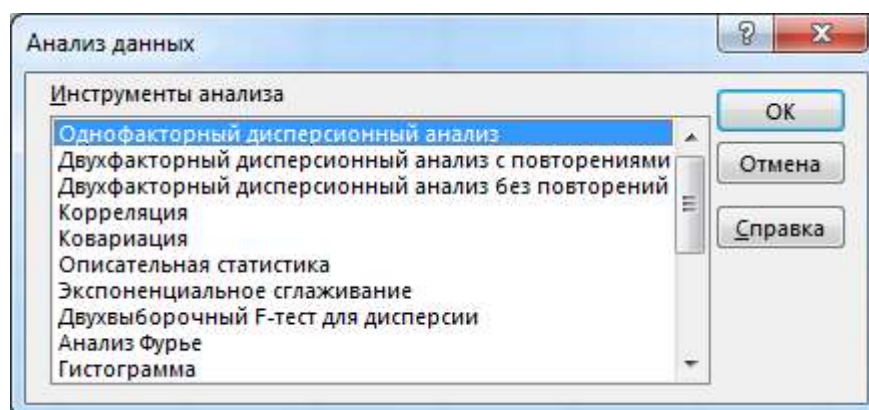 Анализ данных
Инструменты анализа
Однофакторный дисперсионный анализ
Двухфакторный дисперсионный анализ с повторениями
Двухфакторный дисперсионный анализ без повторений
Корреляция
Ковариация
Описательная статистика
Экспоненциальное сглаживание
Двухвыборочный F-тест для дисперсии
Анализ Фурье
Гистограмма
ОК
Отмена
Справка